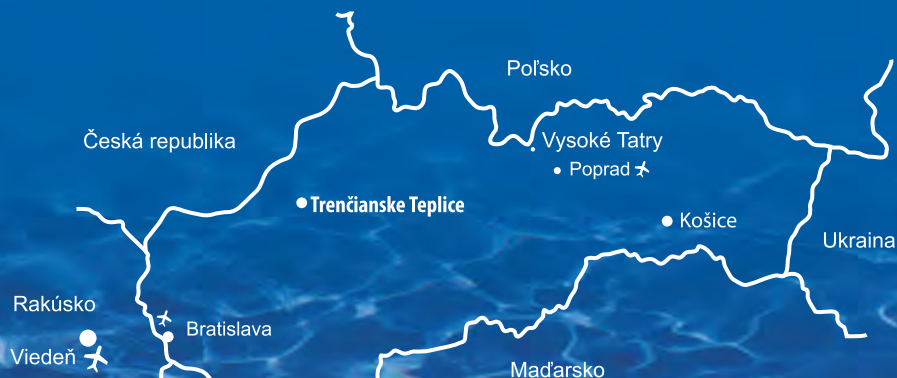 Poľsko
Česká republika
Vysoké Tatry
Poprad
Trenčianske Teplice
Košice
Ukraina
Rakúsko
Bratislava
Viedeň
Maďarsko